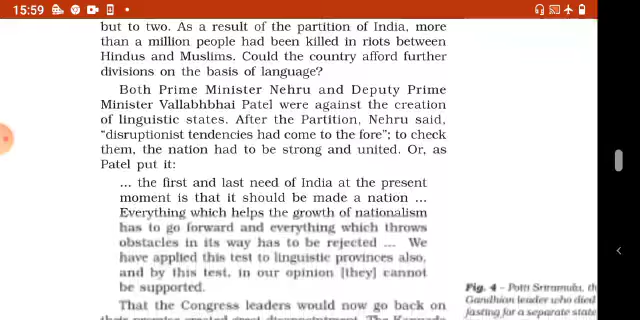 15:59
but to two. As a result of the partition of India, more
than a million people had been killed in riots between
Hindus and Muslims. Could the country afford further
divisions on the basis of language?
Both Prime Minister Nehru and Deputy Prime
Minister Vallabhbhai Patel were against the creation
of linguistic states. After the Partition, Nehru said,
“disruptionist tendencies had come to the fore”; to check
them, the nation had to be strong and united. Or, as
Patel put it:
... the first and last need of India at the present
moment is that it should be made a nation ...
Everything which helps the growth of nationalism
has to go forward and everything which throws
obstacles in its way has to be rejected ... We
have applied this test to linguistic provinces also,
and by this test, in our opinion [they] cannot
be supported.
That the Congress leaders would now go back on
Fig. 4 – Potti Sriramulu, th
Gandhian leader who died
fasting for a separate state